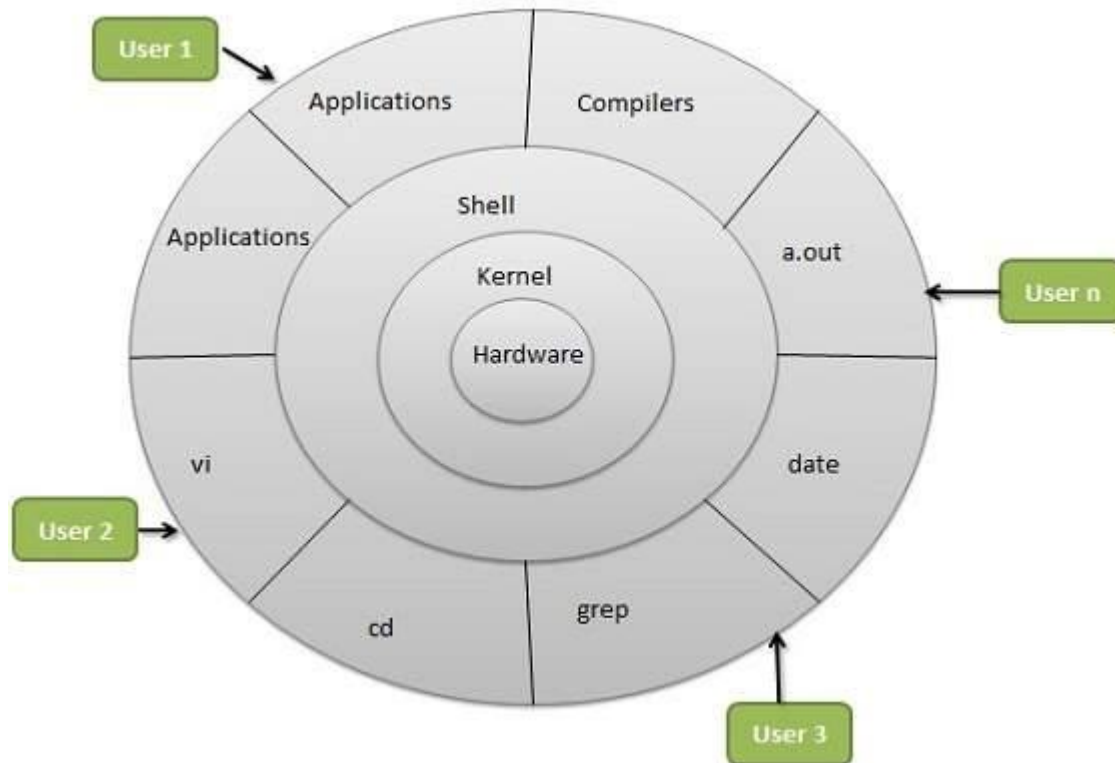 User 1
Applications
Compilers
Shell
Applications
a.out
Kernel
User n
Hardware
vi
date
User 2
grep
cd
User 3